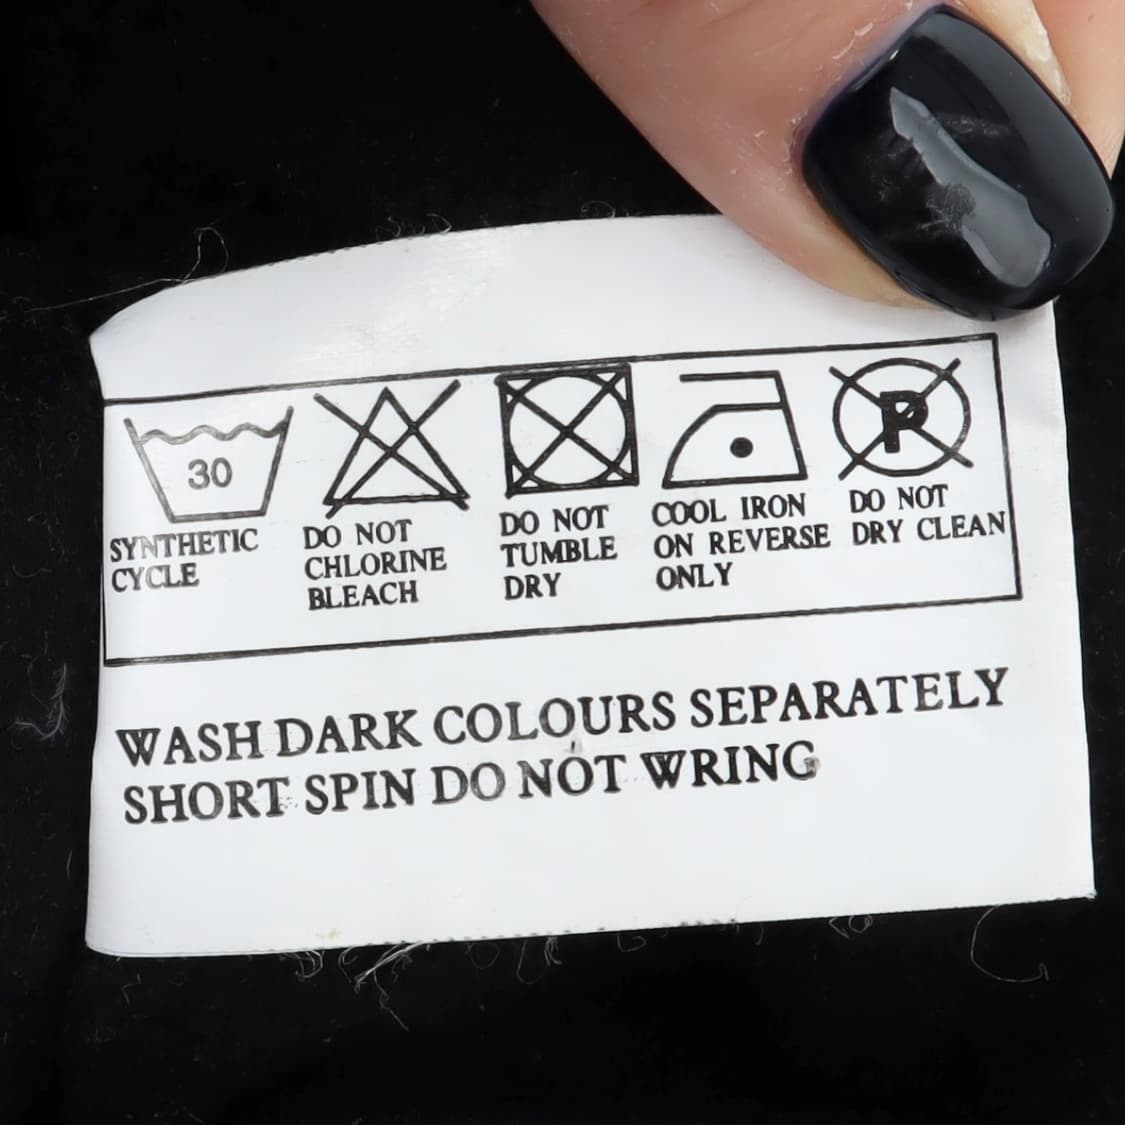 30
P
SYNTHETIC
CYCLE
DO NOT
CHLORINE
BLEACH
DO NOT
TUMBLE
DRY
COOL IRON
ON REVERSE
ONLY
DO NOT
DRY CLEAN
WASH DARK COLOURS SEPARATELY
SHORT SPIN DO NOT WRING